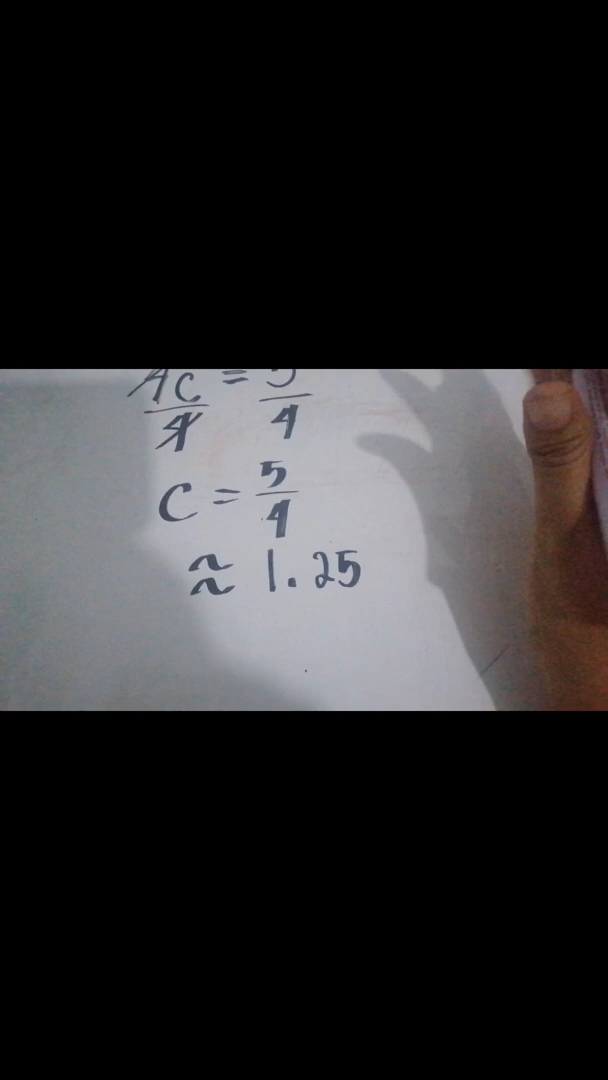 4c/4 = 5/4
c = 5/4
≈ 1.25